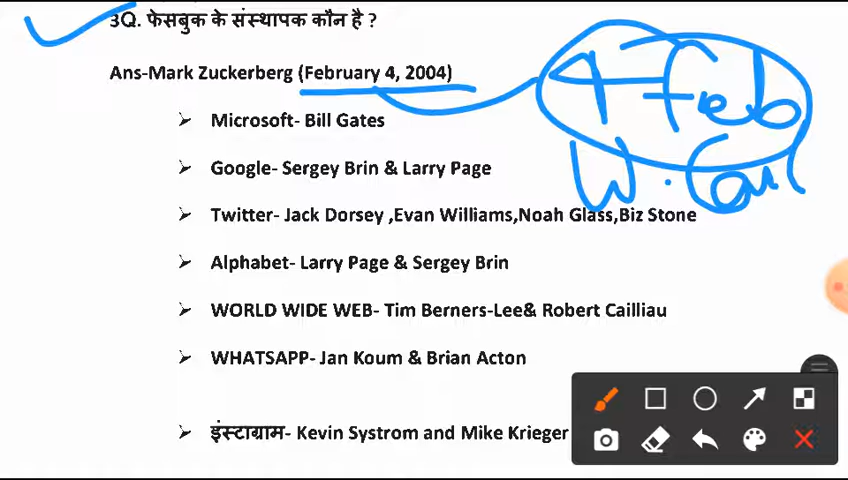 3Q. फेसबुक के संस्थापक कौन है ?
Ans-Mark Zuckerberg (February 4, 2004)
4 Feb
➢ Microsoft- Bill Gates
➢ Google- Sergey Brin & Larry Page
➢ Twitter- Jack Dorsey ,Evan Williams,Noah Glass,Biz Stone
➢ Alphabet- Larry Page & Sergey Brin
➢ WORLD WIDE WEB- Tim Berners-Lee& Robert Cailliau
➢ WHATSAPP- Jan Koum & Brian Acton
➢ इंस्टाग्राम- Kevin Systrom and Mike Krieger